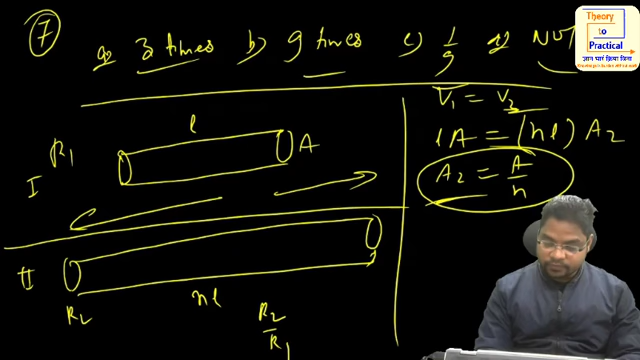 7
a) 3 times b) 9 times c) 1/9 d) NOT
Theory
to
Practical
ज्ञान भारं क्रिया बिना
V₁ = V₂
lA = (nl) A₂
A₂ = A/n
l
R₁
A
I
II
R₂
nl
R₂/R₁